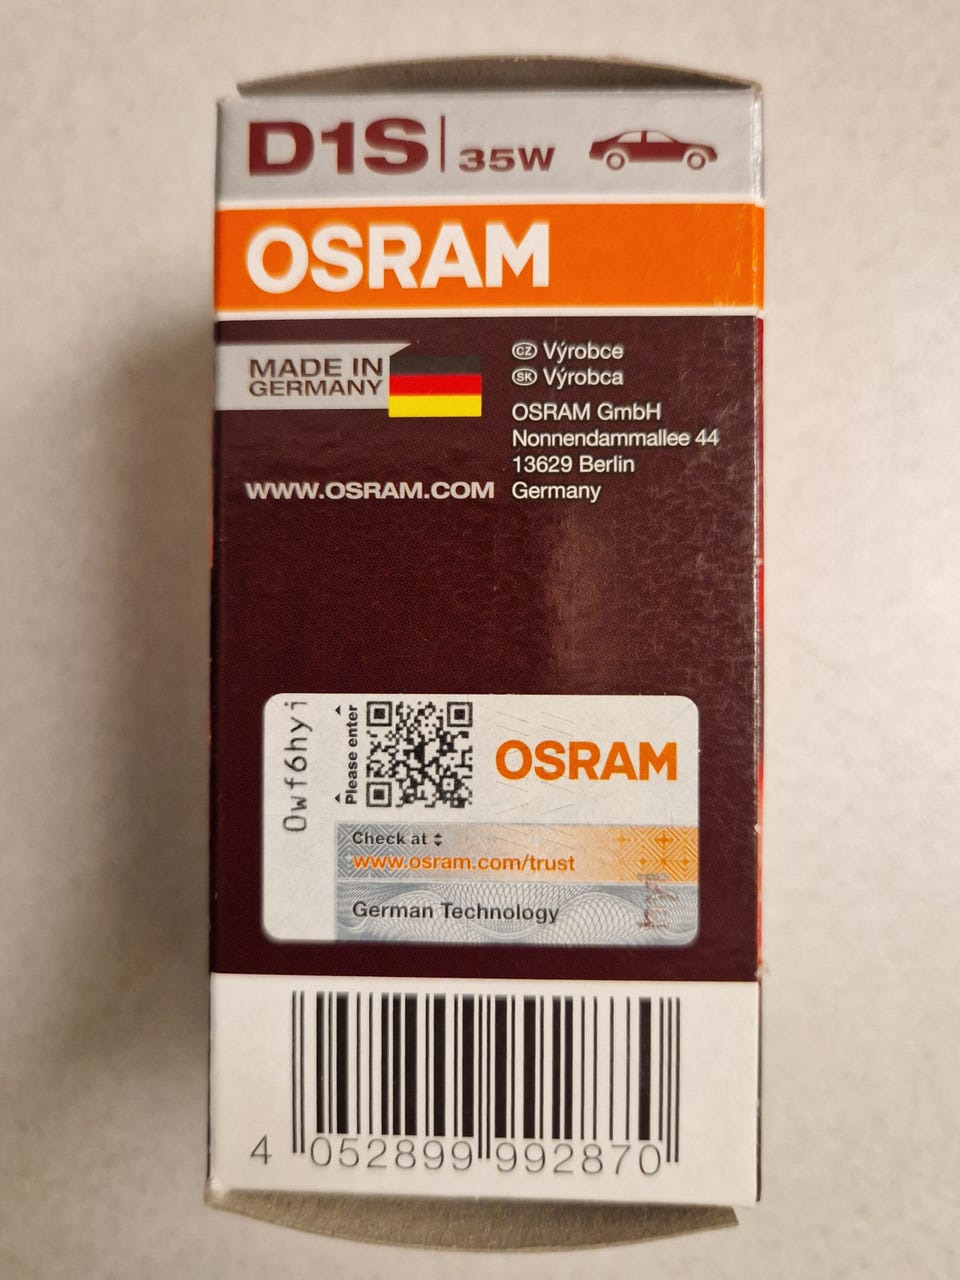 D1S 35W
OSRAM
MADE IN
GERMANY
WWW.OSRAM.COM
CZ Výrobce
SK Výrobca
OSRAM GmbH
Nonnendammallee 44
13629 Berlin
Germany
0wf6hyi
Please enter
OSRAM
Check at
www.osram.com/trust
German Technology
4 052899 992870